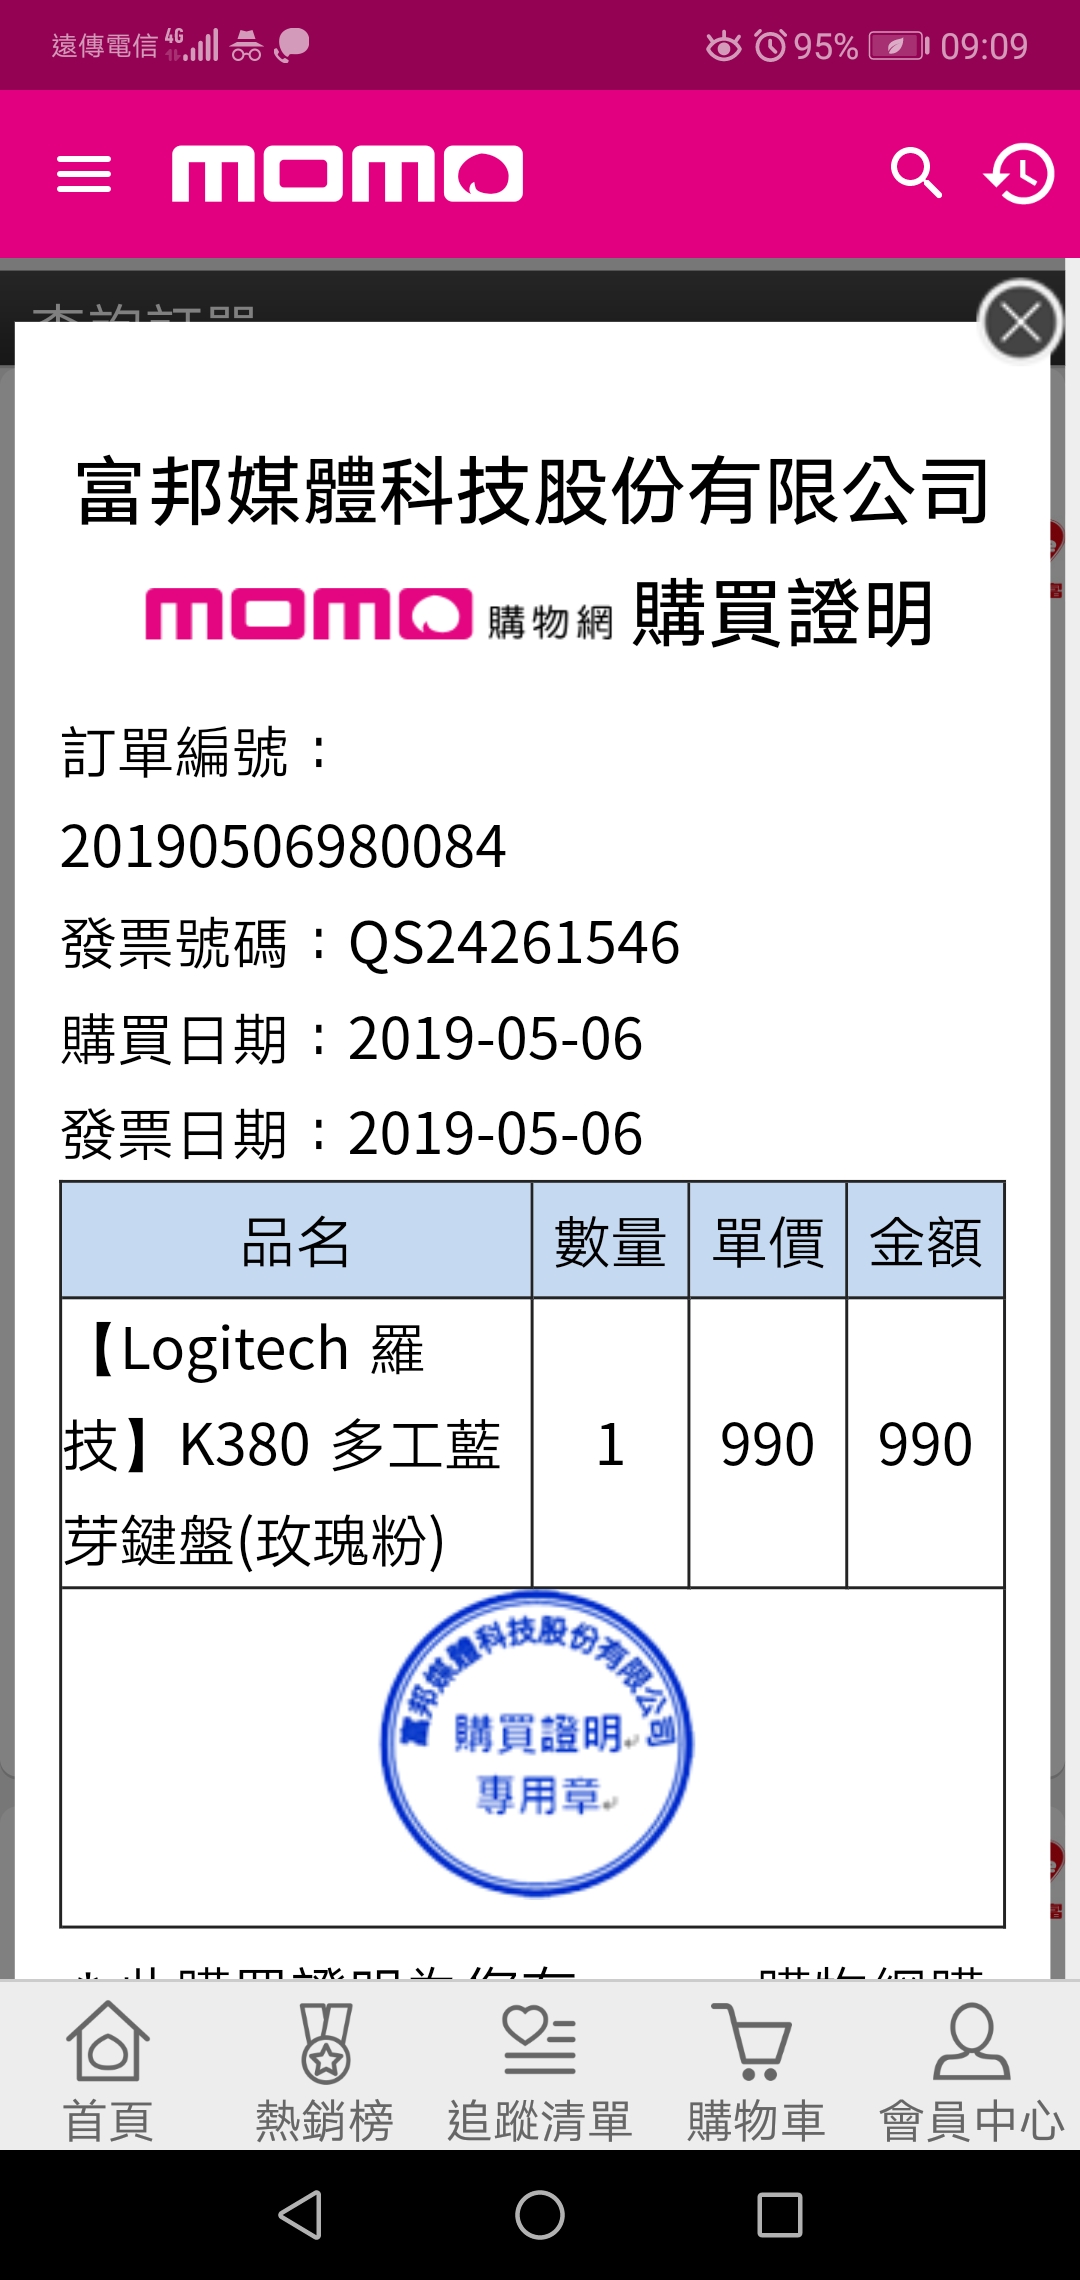 遠傳電信 4G 95% 09:09
momo
查詢訂單
富邦媒體科技股份有限公司
momo 購物網 購買證明
訂單編號：
20190506980084
發票號碼：QS24261546
購買日期：2019-05-06
發票日期：2019-05-06
品名 數量 單價 金額
【Logitech 羅
技】K380 多工藍 1 990 990
芽鍵盤(玫瑰粉)
富邦媒體科技股份有限公司
購買證明
專用章
首頁 熱銷榜 追蹤清單 購物車 會員中心